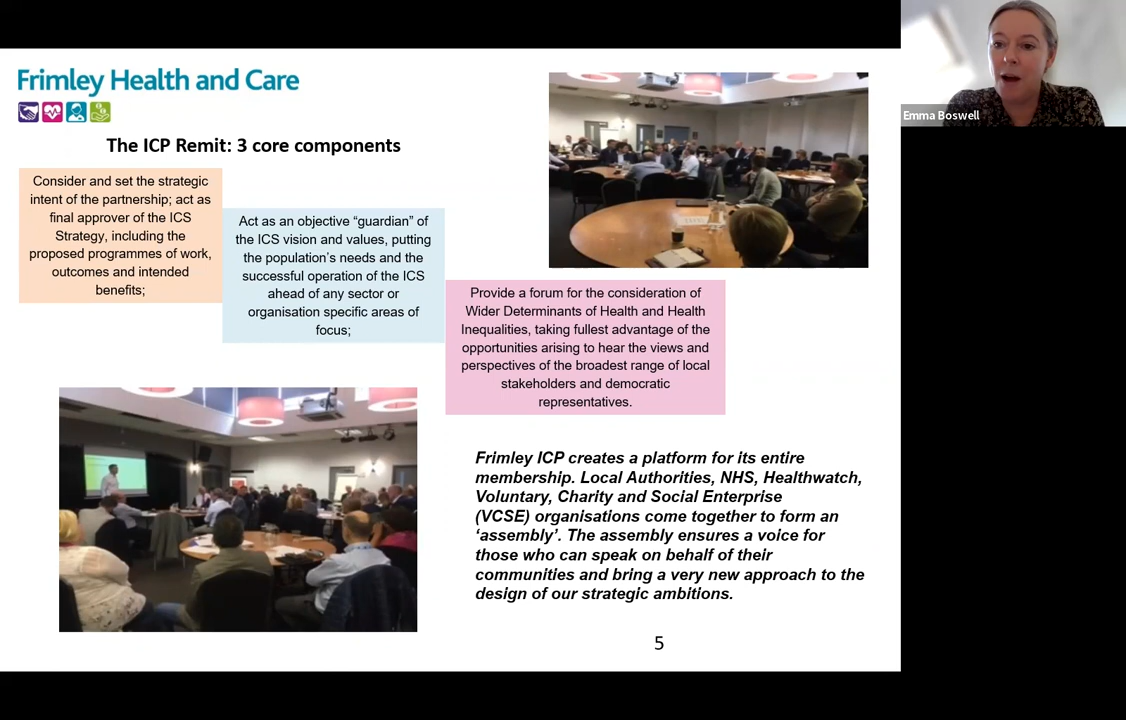 Frimley Health and Care
The ICP Remit: 3 core components
Consider and set the strategic
intent of the partnership; act as
final approver of the ICS
Strategy, including the
proposed programmes of work,
outcomes and intended
benefits;
Act as an objective “guardian” of
the ICS vision and values, putting
the population’s needs and the
successful operation of the ICS
ahead of any sector or
organisation specific areas of
focus;
Provide a forum for the consideration of
Wider Determinants of Health and Health
Inequalities, taking fullest advantage of the
opportunities arising to hear the views and
perspectives of the broadest range of local
stakeholders and democratic
representatives.
Frimley ICP creates a platform for its entire
membership. Local Authorities, NHS, Healthwatch,
Voluntary, Charity and Social Enterprise
(VCSE) organisations come together to form an
‘assembly’. The assembly ensures a voice for
those who can speak on behalf of their
communities and bring a very new approach to the
design of our strategic ambitions.
5
Emma Boswell